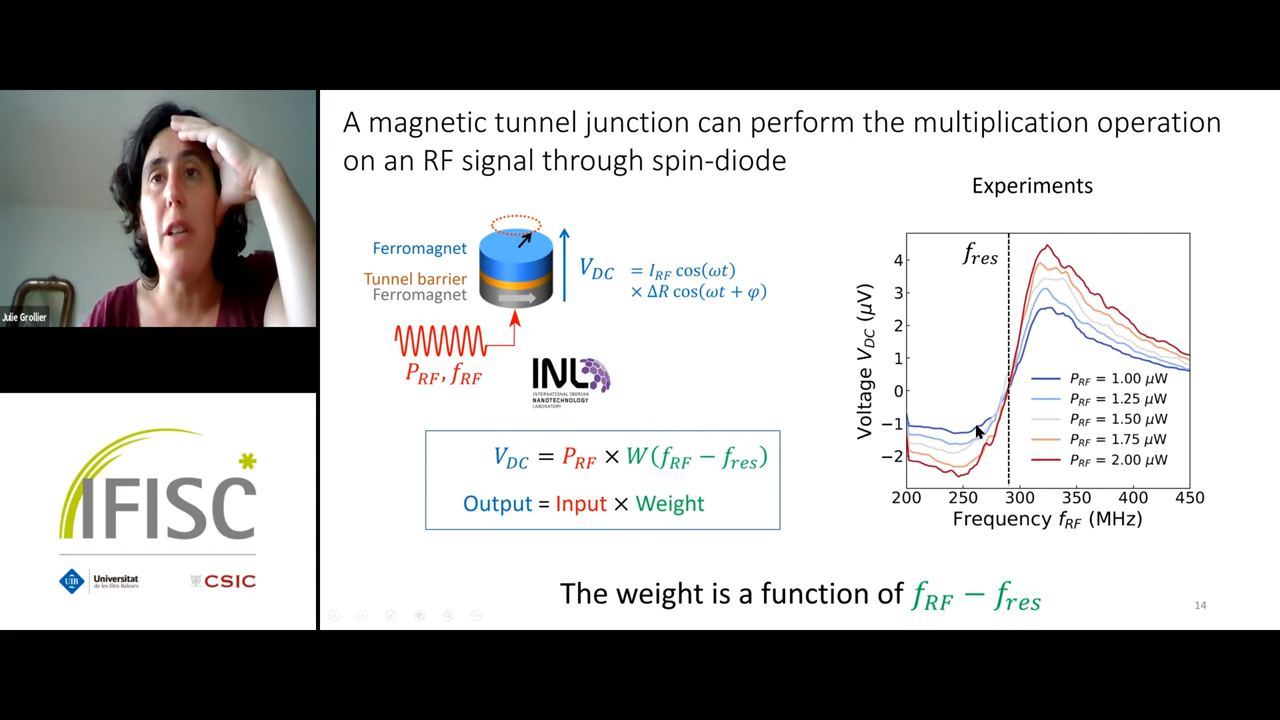 A magnetic tunnel junction can perform the multiplication operation
on an RF signal through spin-diode
Julie Grollier
Ferromagnet
Tunnel barrier
Ferromagnet
V_DC = I_RF cos(ωt)
× ΔR cos(ωt + φ)
P_RF, f_RF
INL
INTERNATIONAL IBERIAN
NANOTECHNOLOGY
LABORATORY
V_DC = P_RF × W(f_RF − f_res)
Output = Input × Weight
The weight is a function of f_RF − f_res
Experiments
f_res
Voltage V_DC (μV)
4
3
2
1
0
−1
−2
P_RF = 1.00 μW
P_RF = 1.25 μW
P_RF = 1.50 μW
P_RF = 1.75 μW
P_RF = 2.00 μW
200 250 300 350 400 450
Frequency f_RF (MHz)
14
IFISC
UIB
Universitat
de les Illes Balears
CSIC